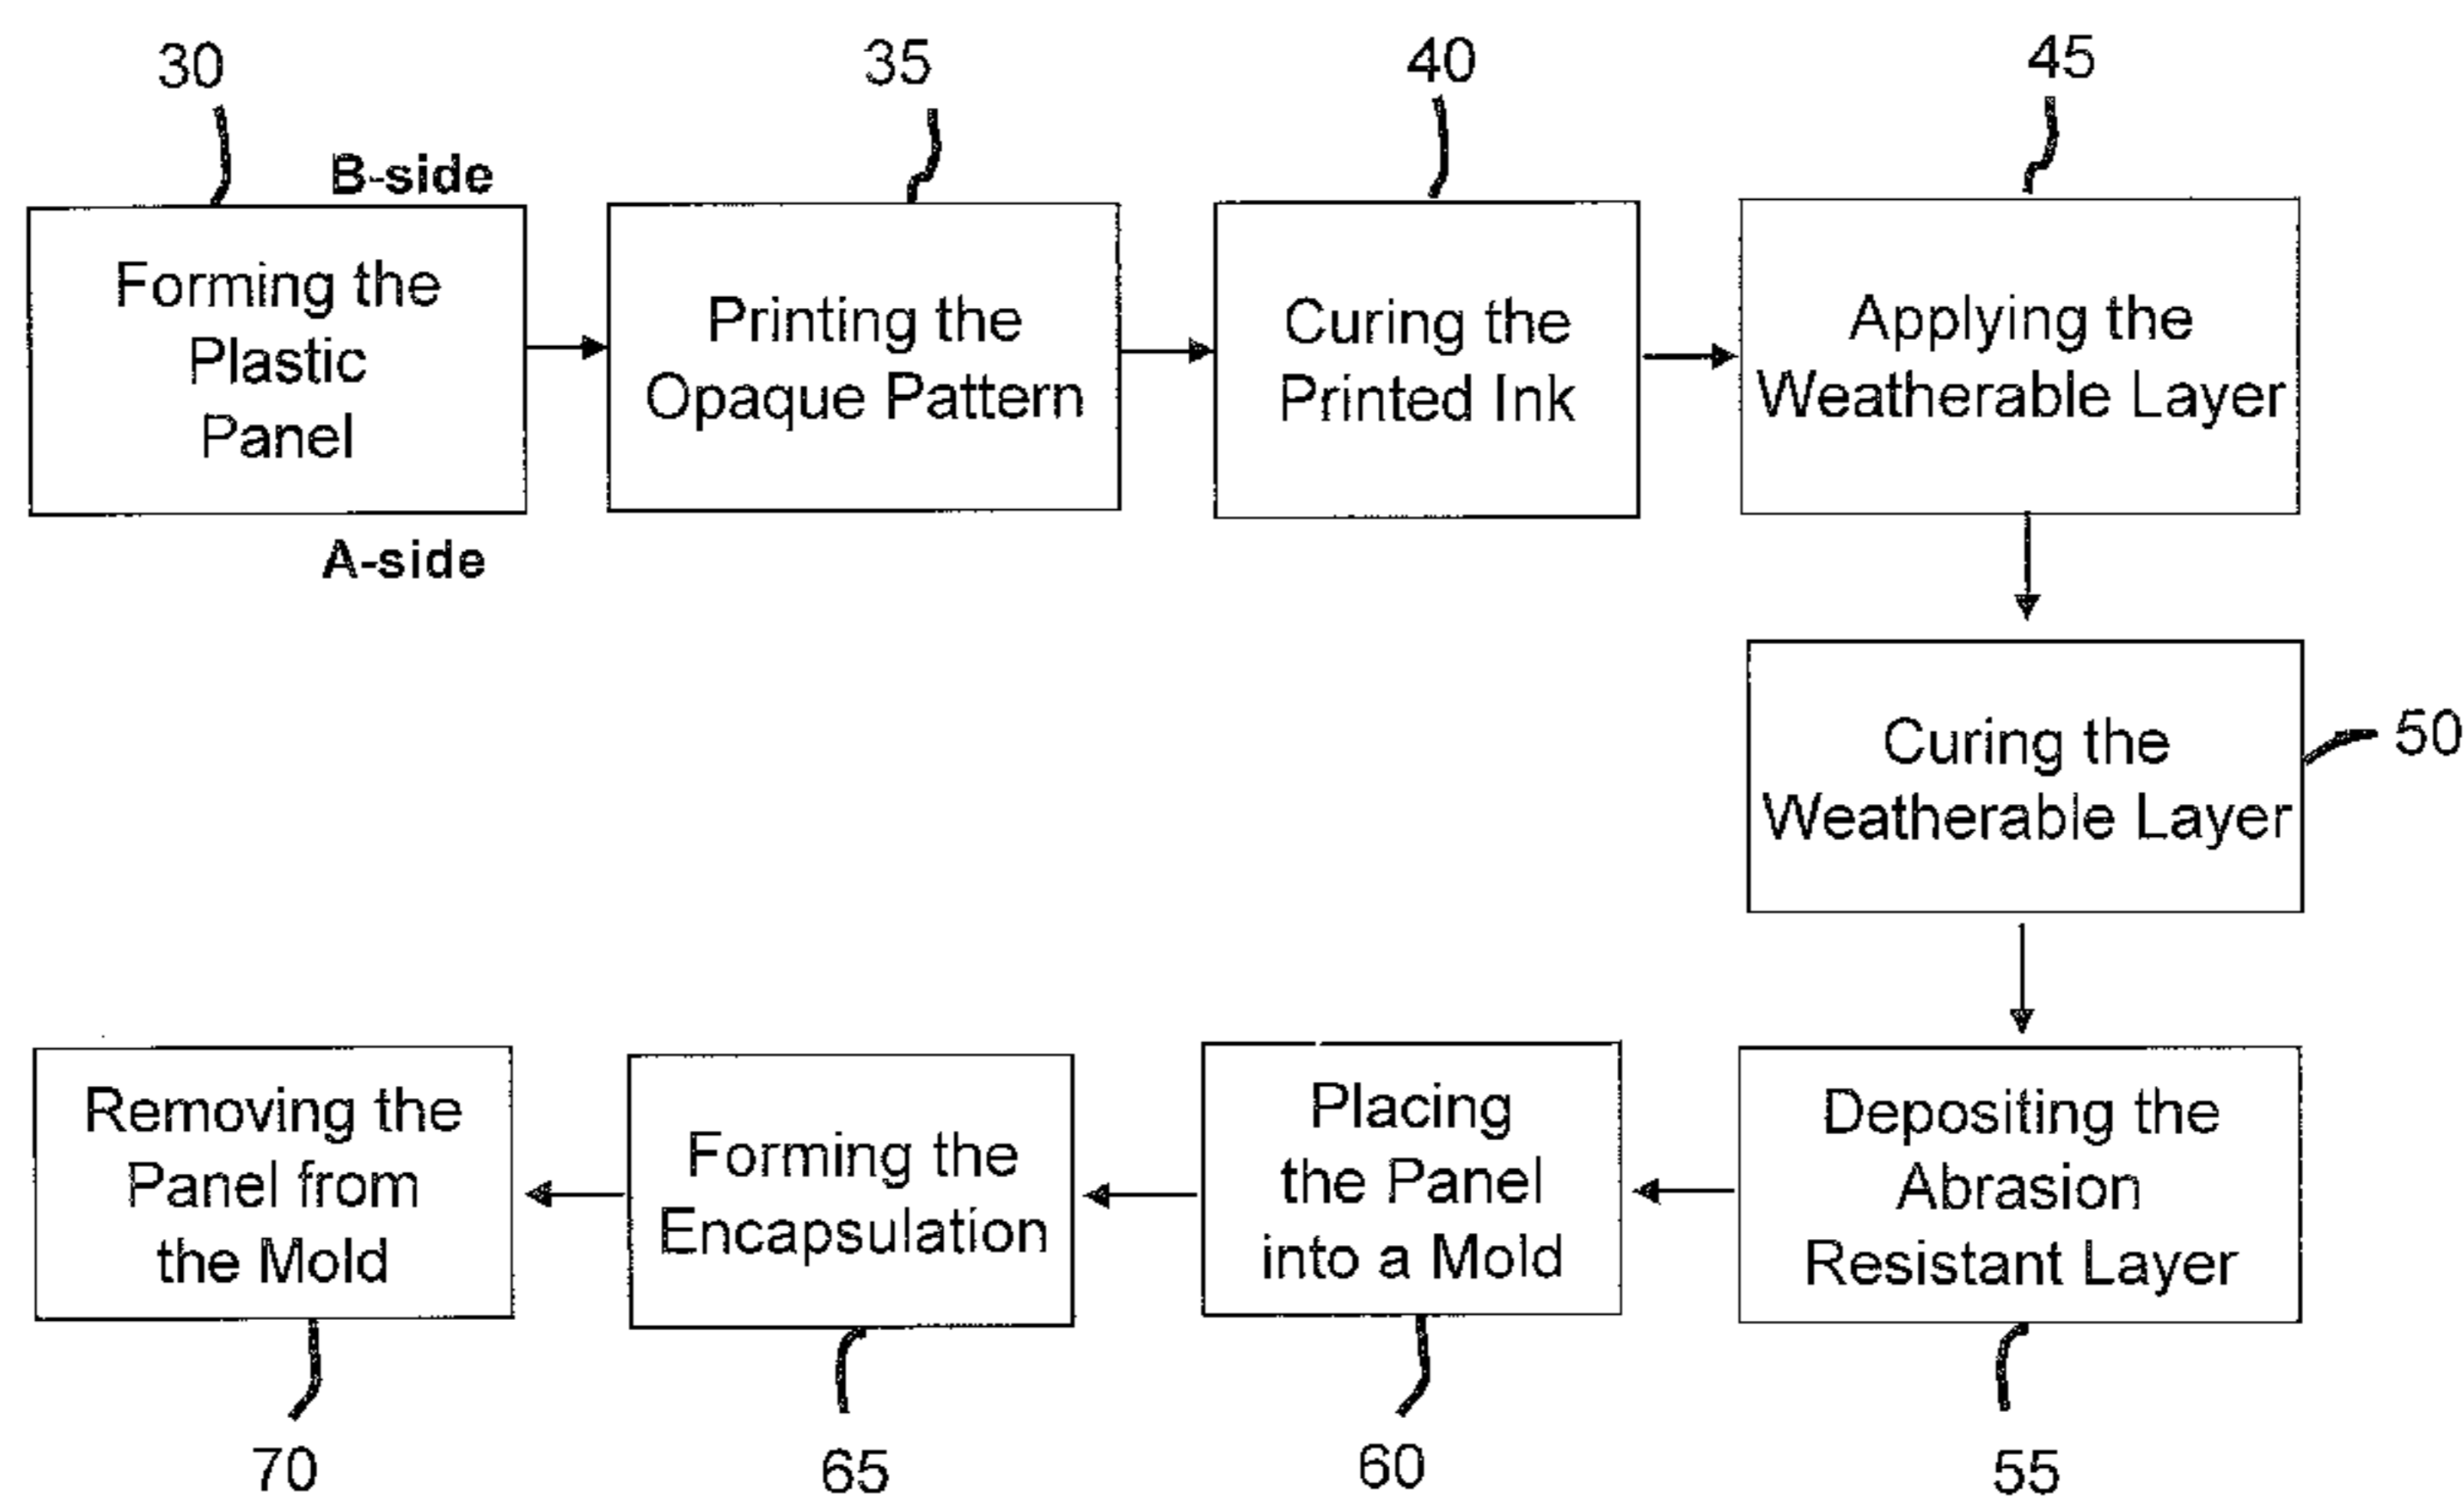 30
35
40
45
B-side
Forming the
Plastic
Panel
A-side
Printing the
Opaque Pattern
Curing the
Printed Ink
Applying the
Weatherable Layer
Curing the
Weatherable Layer
50
Depositing the
Abrasion
Resistant Layer
55
Placing
the Panel
into a Mold
60
Forming the
Encapsulation
65
Removing the
Panel from
the Mold
70